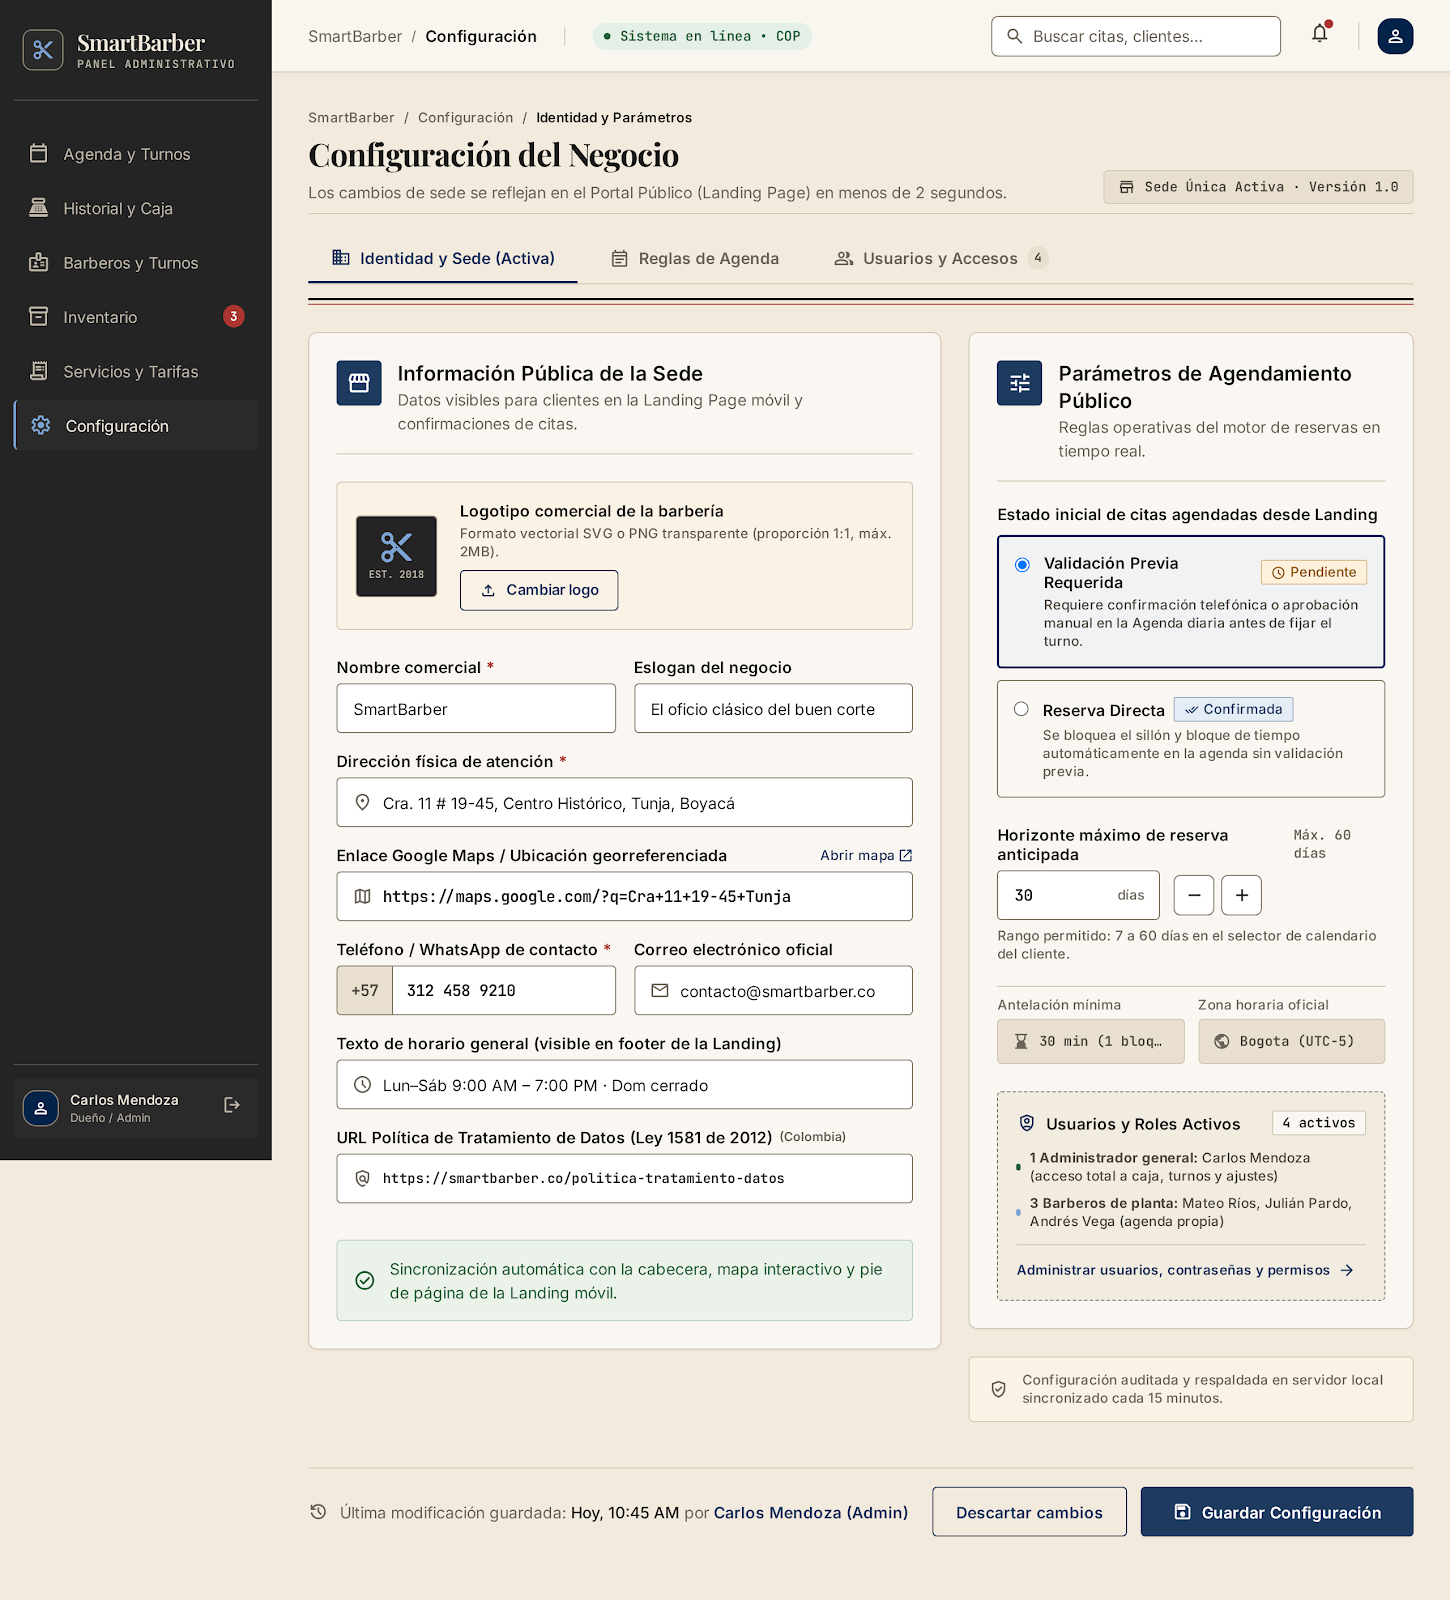 SmartBarber
PANEL ADMINISTRATIVO
Agenda y Turnos
Historial y Caja
Barberos y Turnos
Inventario
3
Servicios y Tarifas
Configuración
Carlos Mendoza
Dueño / Admin
SmartBarber / Configuración
Sistema en línea • COP
Buscar citas, clientes...
SmartBarber / Configuración / Identidad y Parámetros
Configuración del Negocio
Los cambios de sede se reflejan en el Portal Público (Landing Page) en menos de 2 segundos.
Sede Única Activa · Versión 1.0
Identidad y Sede (Activa)
Reglas de Agenda
Usuarios y Accesos
4
Información Pública de la Sede
Datos visibles para clientes en la Landing Page móvil y
confirmaciones de citas.
EST. 2018
Logotipo comercial de la barbería
Formato vectorial SVG o PNG transparente (proporción 1:1, máx.
2MB).
Cambiar logo
Nombre comercial *
SmartBarber
Eslogan del negocio
El oficio clásico del buen corte
Dirección física de atención *
Cra. 11 # 19-45, Centro Histórico, Tunja, Boyacá
Enlace Google Maps / Ubicación georreferenciada
Abrir mapa
https://maps.google.com/?q=Cra+11+19-45+Tunja
Teléfono / WhatsApp de contacto *
+57
312 458 9210
Correo electrónico oficial
contacto@smartbarber.co
Texto de horario general (visible en footer de la Landing)
Lun–Sáb 9:00 AM – 7:00 PM · Dom cerrado
URL Política de Tratamiento de Datos (Ley 1581 de 2012) (Colombia)
https://smartbarber.co/politica-tratamiento-datos
Sincronización automática con la cabecera, mapa interactivo y pie
de página de la Landing móvil.
Parámetros de Agendamiento
Público
Reglas operativas del motor de reservas en
tiempo real.
Estado inicial de citas agendadas desde Landing
Validación Previa
Requerida
Pendiente
Requiere confirmación telefónica o aprobación
manual en la Agenda diaria antes de fijar el
turno.
Reserva Directa
Confirmada
Se bloquea el sillón y bloque de tiempo
automáticamente en la agenda sin validación
previa.
Horizonte máximo de reserva
anticipada
Máx. 60
días
30
días
Rango permitido: 7 a 60 días en el selector de calendario
del cliente.
Antelación mínima
30 min (1 bloq…
Zona horaria oficial
Bogota (UTC-5)
Usuarios y Roles Activos
4 activos
1 Administrador general: Carlos Mendoza
(acceso total a caja, turnos y ajustes)
3 Barberos de planta: Mateo Ríos, Julián Pardo,
Andrés Vega (agenda propia)
Administrar usuarios, contraseñas y permisos
Configuración auditada y respaldada en servidor local
sincronizado cada 15 minutos.
Última modificación guardada: Hoy, 10:45 AM por Carlos Mendoza (Admin)
Descartar cambios
Guardar Configuración